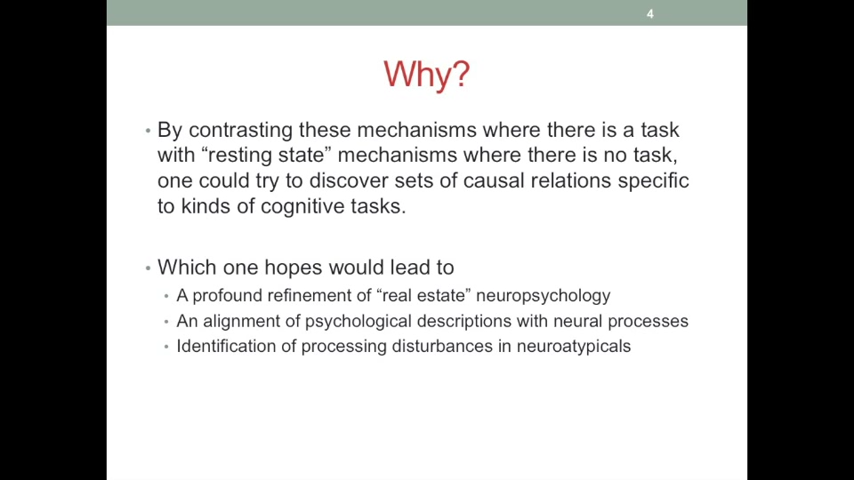 4
Why?
• By contrasting these mechanisms where there is a task
with “resting state” mechanisms where there is no task,
one could try to discover sets of causal relations specific
to kinds of cognitive tasks.
• Which one hopes would lead to
• A profound refinement of “real estate” neuropsychology
• An alignment of psychological descriptions with neural processes
• Identification of processing disturbances in neuroatypicals